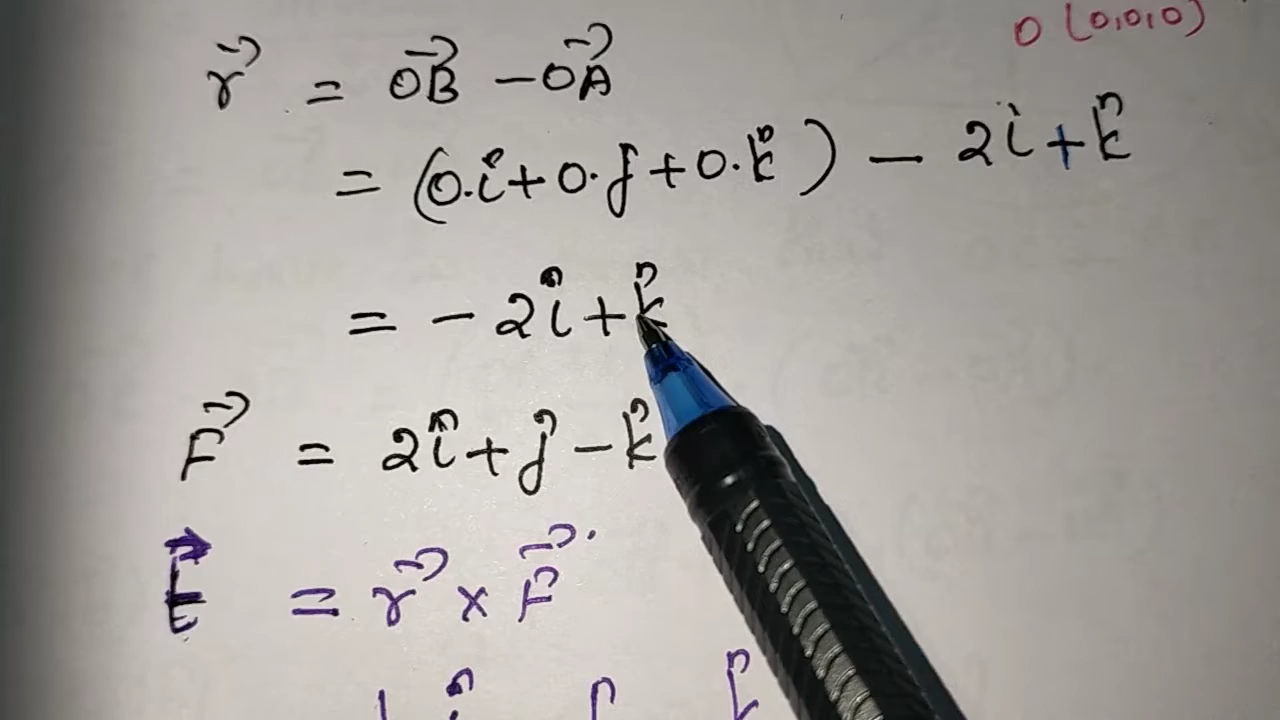 O (0,0,0)
r⃗ = OB⃗ - OA⃗
= (0.î + 0.ĵ + 0.k̂) - 2i + k̂
= - 2î + k̂
F⃗ = 2î + ĵ - k̂
= r⃗ x F⃗.